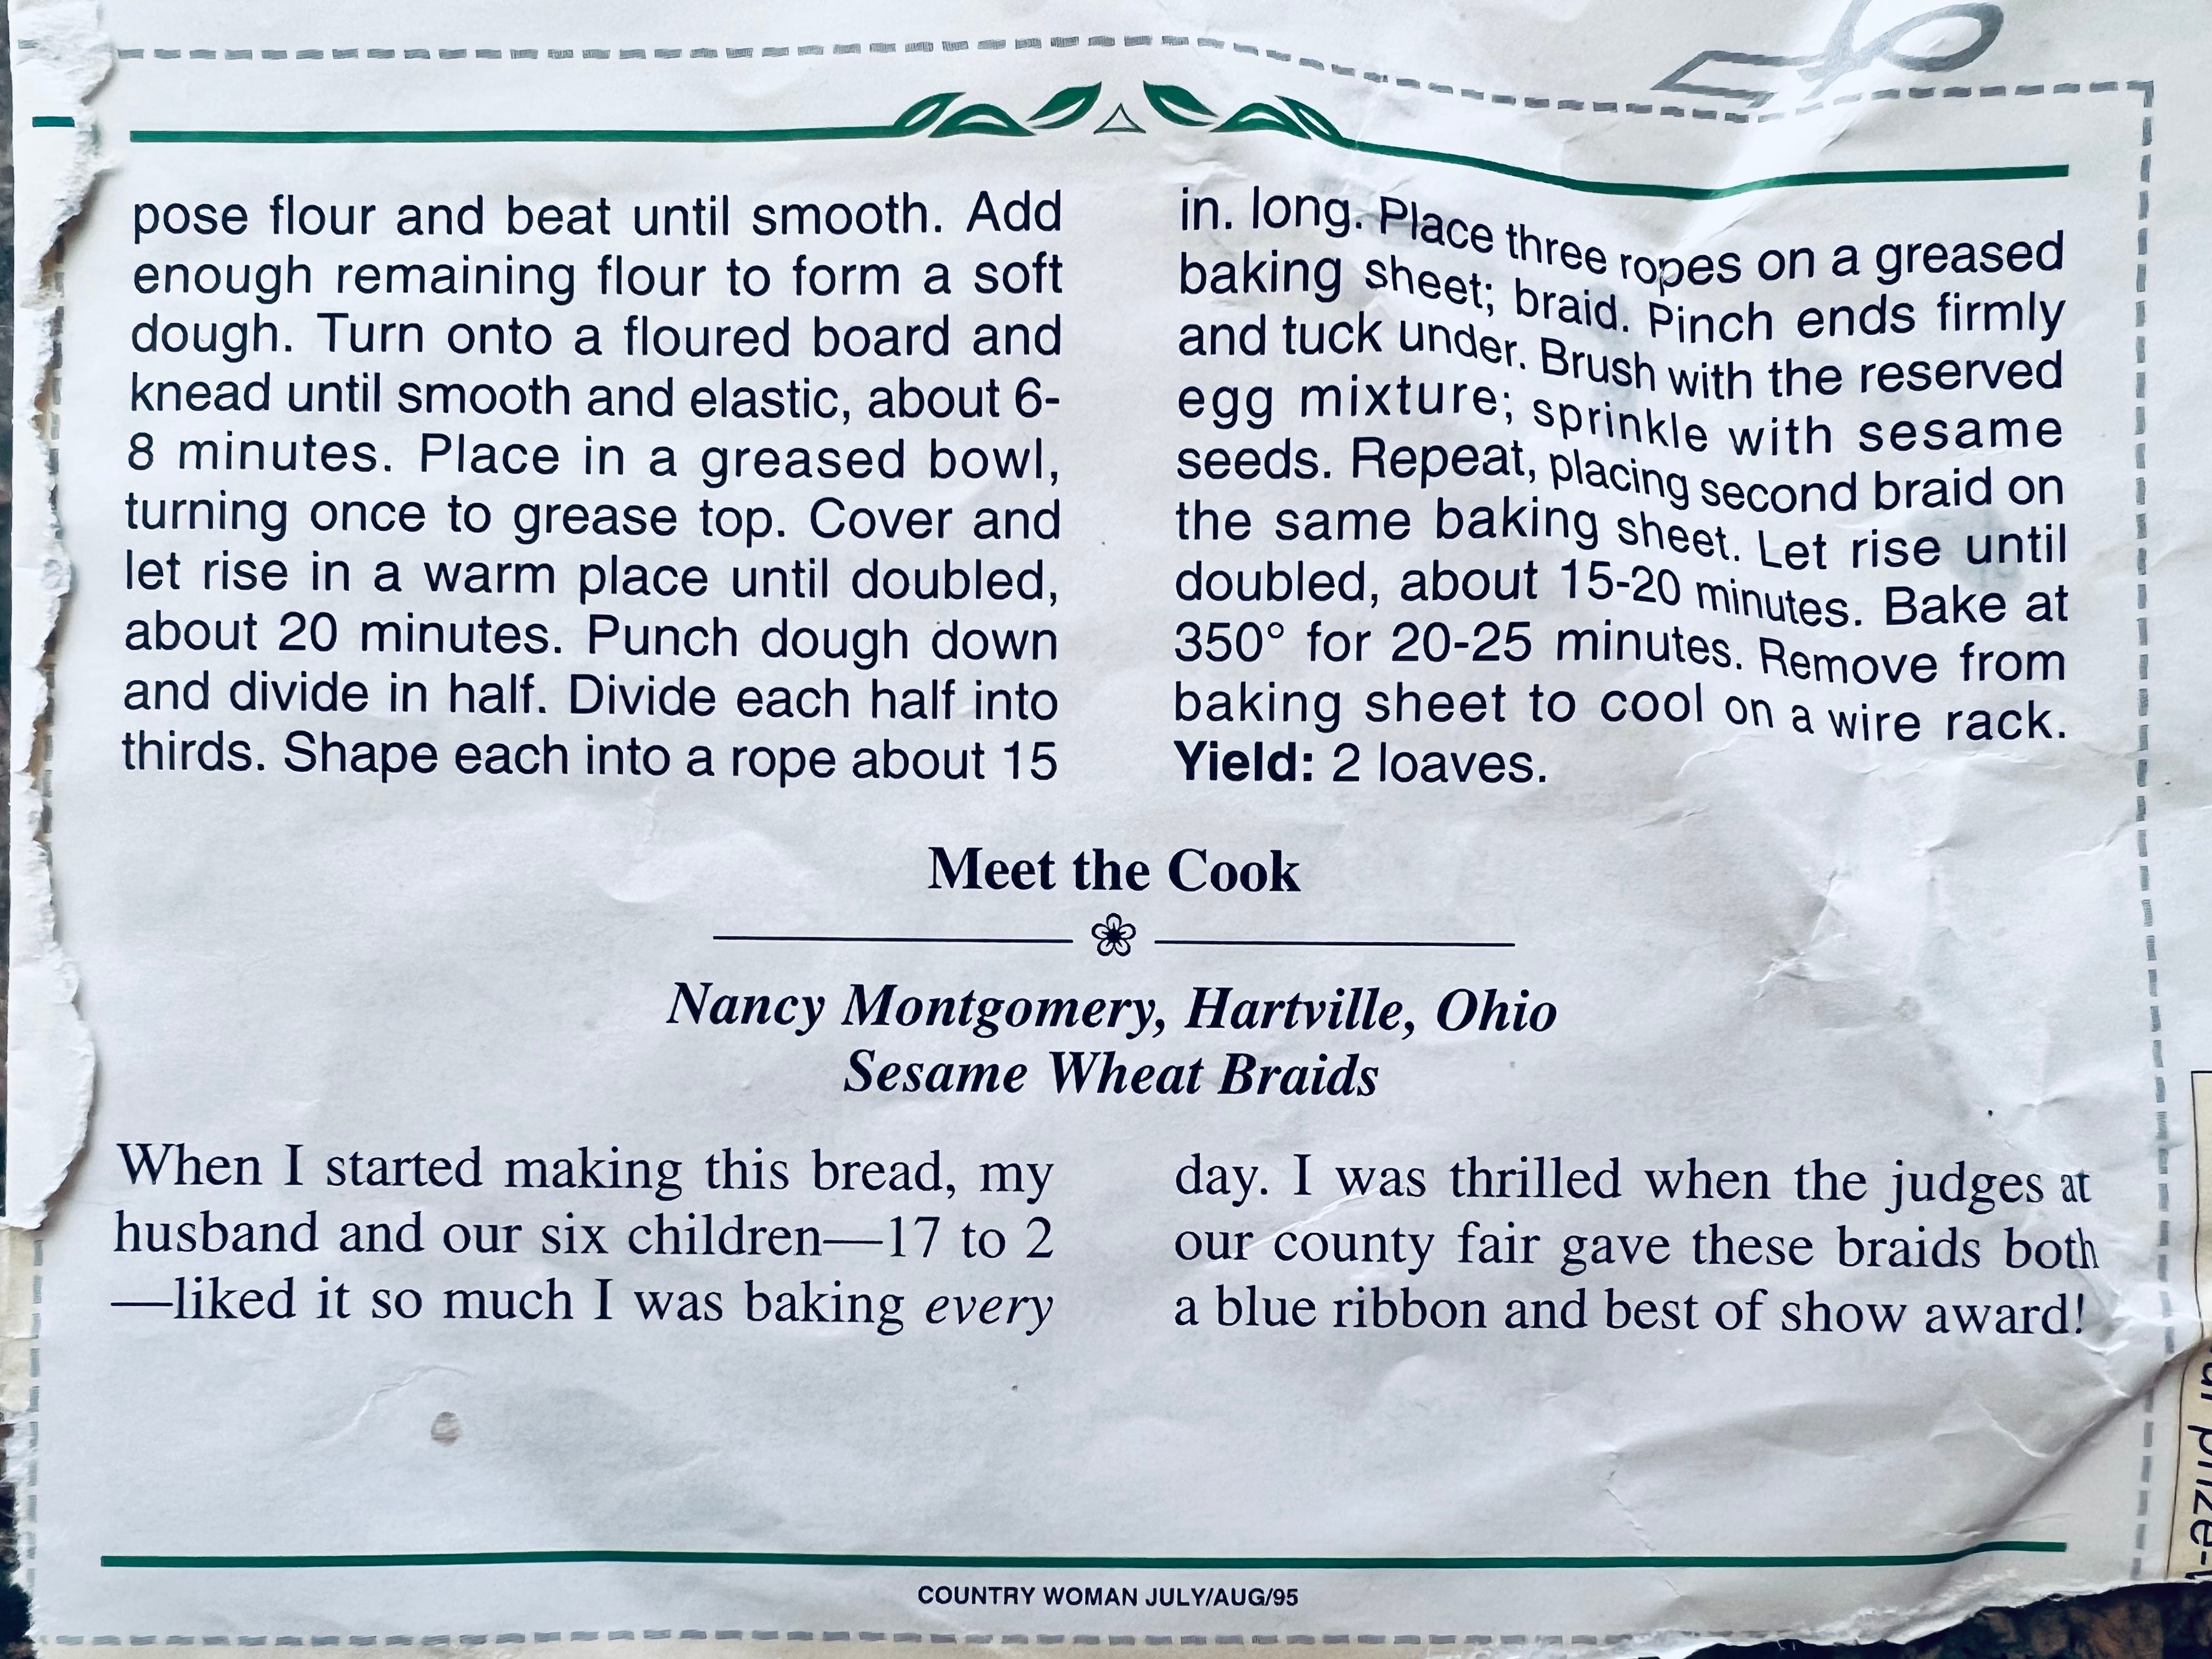 pose flour and beat until smooth. Add
enough remaining flour to form a soft
dough. Turn onto a floured board and
knead until smooth and elastic, about 6-
8 minutes. Place in a greased bowl,
turning once to grease top. Cover and
let rise in a warm place until doubled,
about 20 minutes. Punch dough down
and divide in half. Divide each half into
thirds. Shape each into a rope about 15
in. long. Place three ropes on a greased
baking sheet; braid. Pinch ends firmly
and tuck under. Brush with the reserved
egg mixture; sprinkle with sesame
seeds. Repeat, placing second braid on
the same baking sheet. Let rise until
doubled, about 15-20 minutes. Bake at
350° for 20-25 minutes. Remove from
baking sheet to cool on a wire rack.
Yield: 2 loaves.
Meet the Cook
Nancy Montgomery, Hartville, Ohio
Sesame Wheat Braids
When I started making this bread, my
husband and our six children—17 to 2
—liked it so much I was baking every
day. I was thrilled when the judges at
our county fair gave these braids both
a blue ribbon and best of show award!
COUNTRY WOMAN JULY/AUG/95